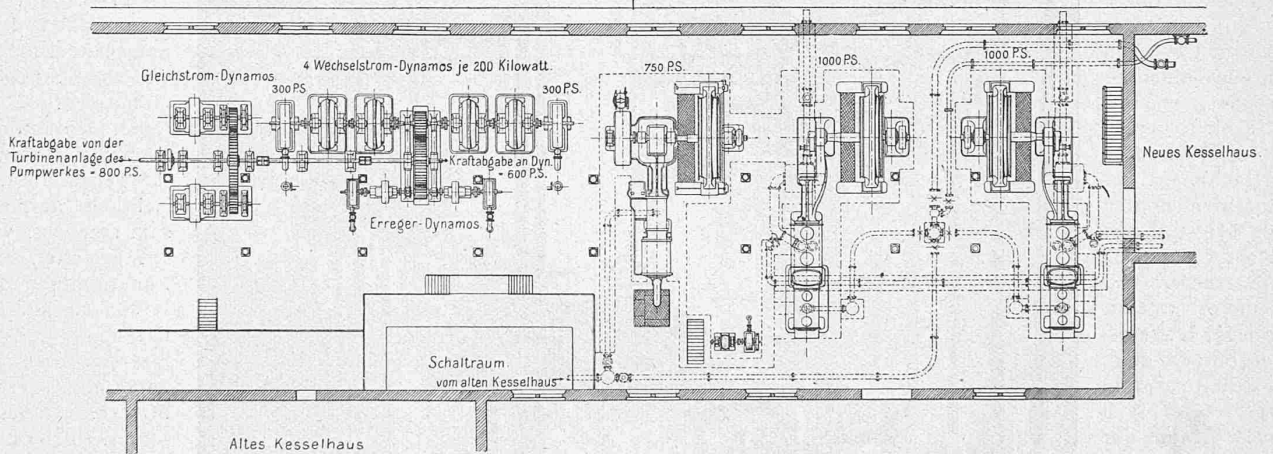 4 Wechselstrom-Dynamos je 200 Kilowatt.
Gleichstrom-Dynamos.
300 P.S.
300 P.S.
750 P.S.
1000 P.S.
1000 P.S.
Kraftabgabe von der
Turbinenanlage des
Pumpwerkes - 800 P.S.
Kraftabgabe an Dyn.
- 600 P.S.
Erreger-Dynamos.
Neues Kesselhaus.
Schaltraum
vom alten Kesselhaus
Altes Kesselhaus